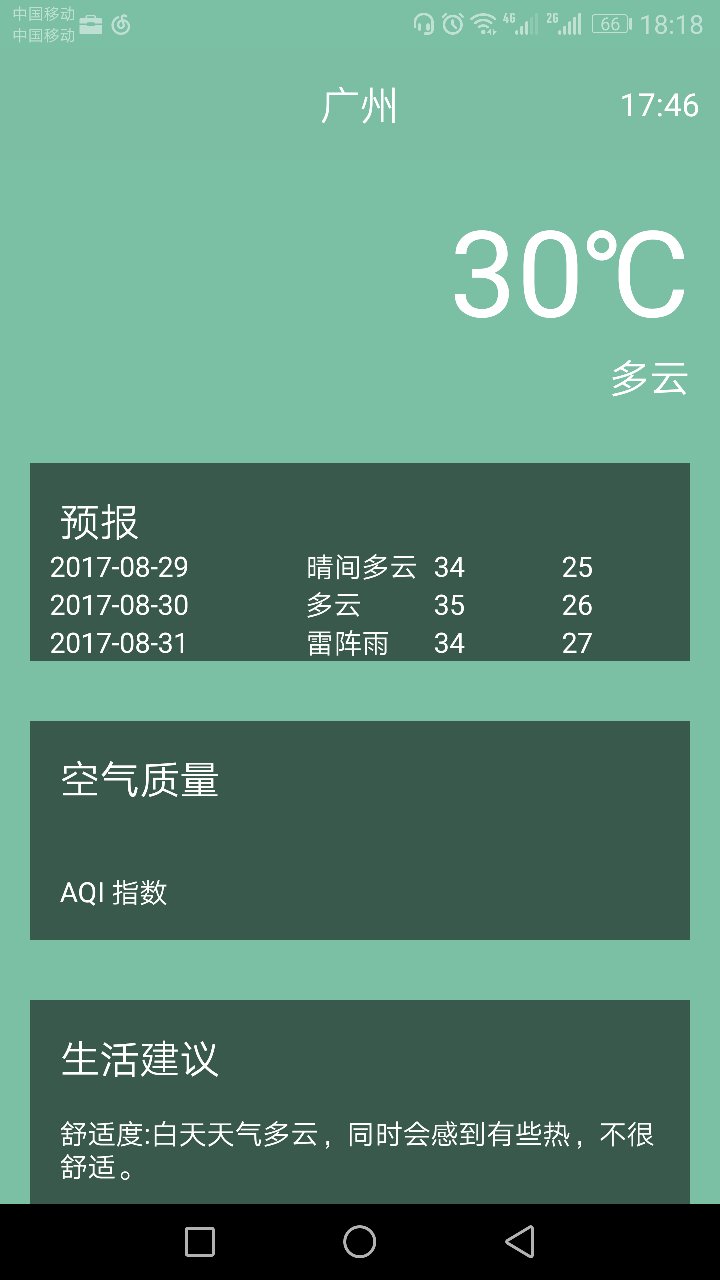 中国移动
中国移动
4G 2G 66 18:18
广州 17:46
30℃
多云
预报
2017-08-29 晴间多云 34 25
2017-08-30 多云 35 26
2017-08-31 雷阵雨 34 27
空气质量
AQI 指数
生活建议
舒适度:白天天气多云，同时会感到有些热，不很
舒适。